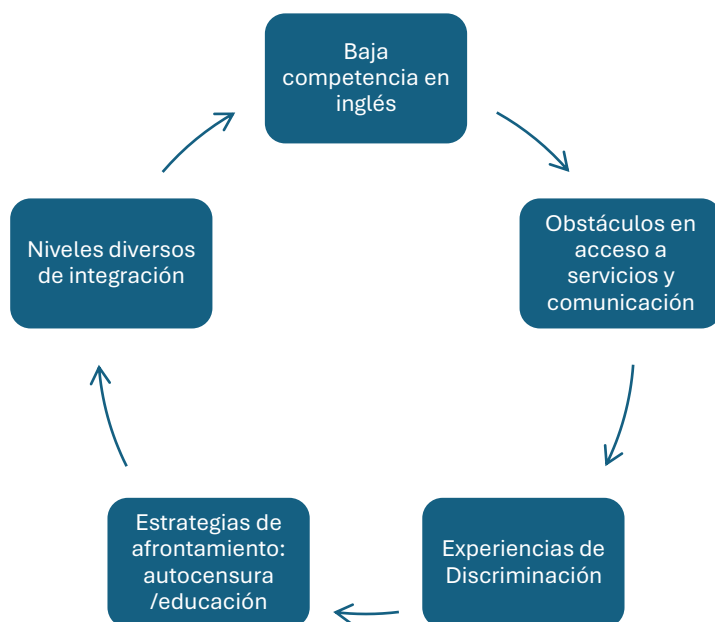 Baja
competencia en
inglés
Obstáculos en
acceso a
servicios y
comunicación
Experiencias de
Discriminación
Estrategias de
afrontamiento:
autocensura
/educación
Niveles diversos
de integración